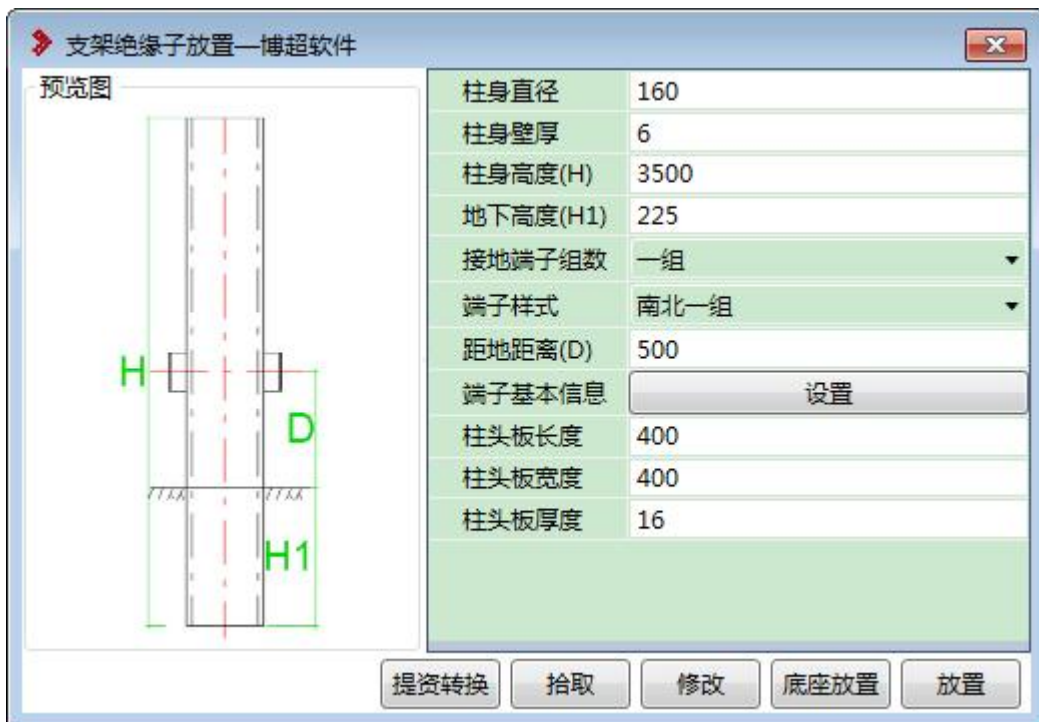 支架绝缘子放置—博超软件
预览图
H
D
H1
柱身直径 160
柱身壁厚 6
柱身高度(H) 3500
地下高度(H1) 225
接地端子组数 一组
端子样式 南北一组
距地距离(D) 500
端子基本信息 设置
柱头板长度 400
柱头板宽度 400
柱头板厚度 16
提资转换 拾取 修改 底座放置 放置